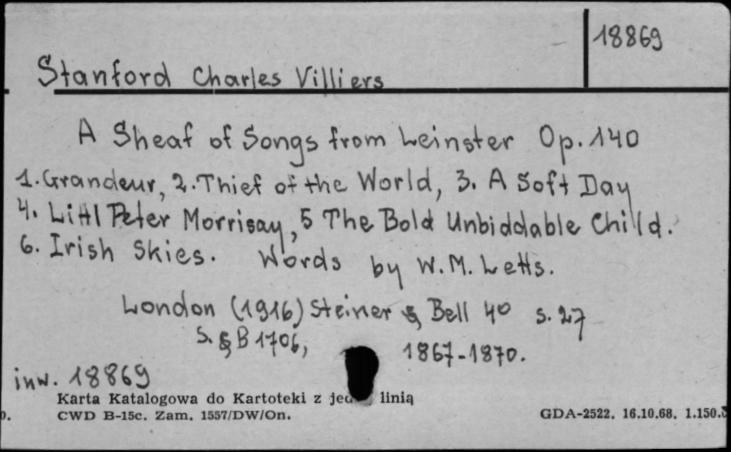 18869
Stanford Charles Villiers
A Sheaf of Songs from Leinster Op. 140
1. Grandeur, 2. Thief of the World, 3. A Soft Day
4. Littl Peter Morrisay, 5 The Bold Unbiddable Child.
6. Irish Skies. Words by W. M. Letts.
London (1916) Steiner & Bell 4° s. 27
S. & B 1706, 1867-1870.
inw. 18869
Karta Katalogowa do Kartoteki z linią
CWD B-15c. Zam. 1557/DW/On.
GDA-2522. 16.10.68. 1.150.